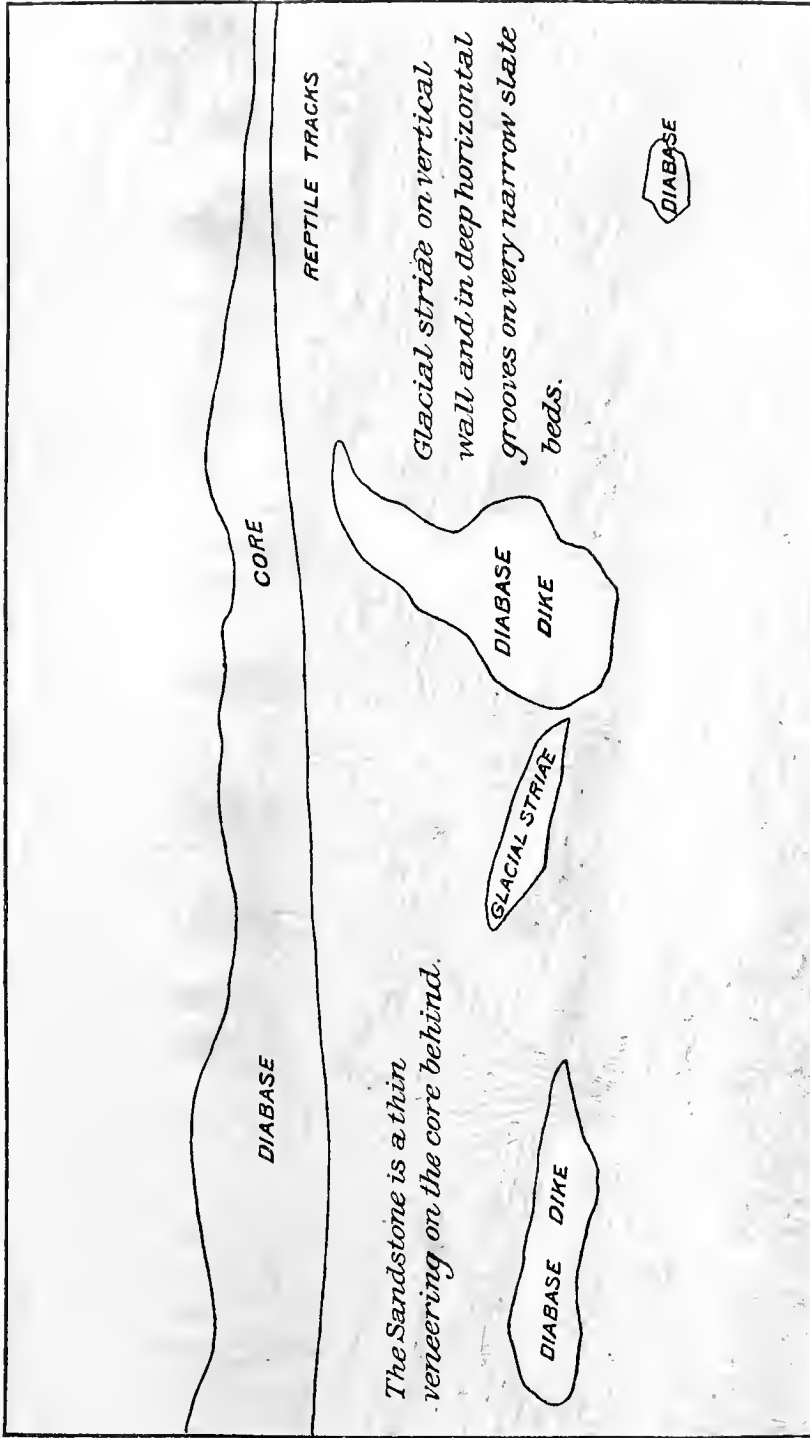 DIABASE
CORE
REPTILE TRACKS
The Sandstone is a thin
veneering on the core behind.
Glacial striae on vertical
wall and in deep horizontal
grooves on very narrow slate
beds.
DIABASE
DIKE
GLACIAL STRIAE
DIABASE DIKE
DIABASE